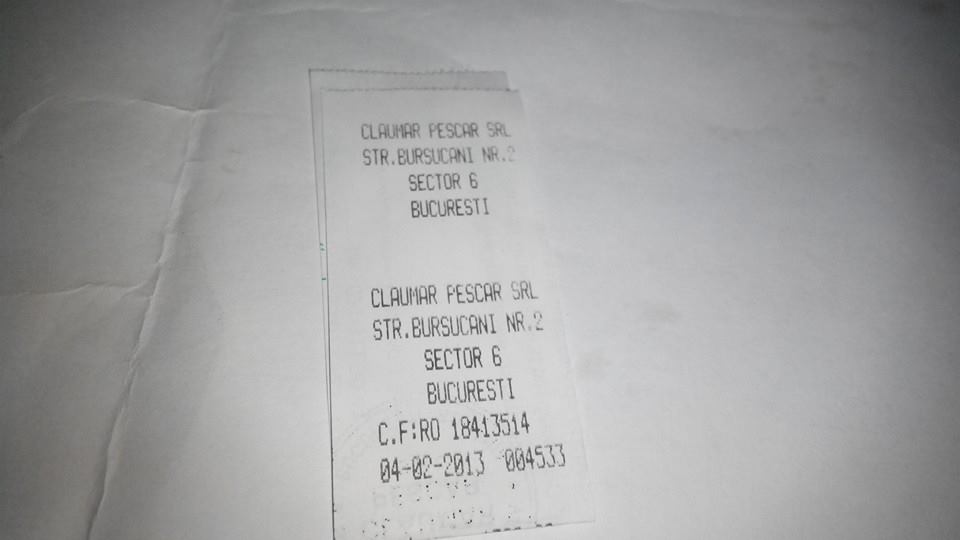 CLAUMAR PESCAR SRL
STR.BURSUCANI NR.2
SECTOR 6
BUCURESTI
CLAUMAR PESCAR SRL
STR.BURSUCANI NR.2
SECTOR 6
BUCURESTI
C.F:RO 18413514
04-02-2013 004533